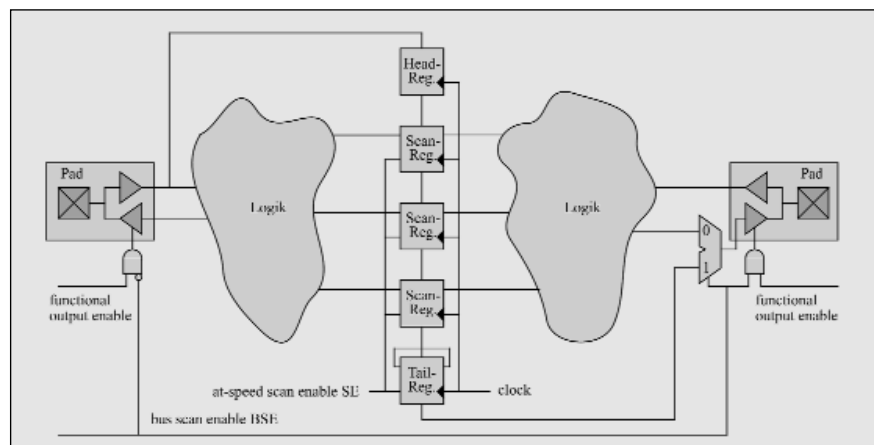 Head-
Reg.
Scan-
Reg.
Pad
Pad
Logik
Logik
Scan-
Reg.
0
1
functional
output enable
functional
output enable
Scan-
Reg.
Tail-
Reg.
at-speed scan enable SE
clock
bus scan enable BSE